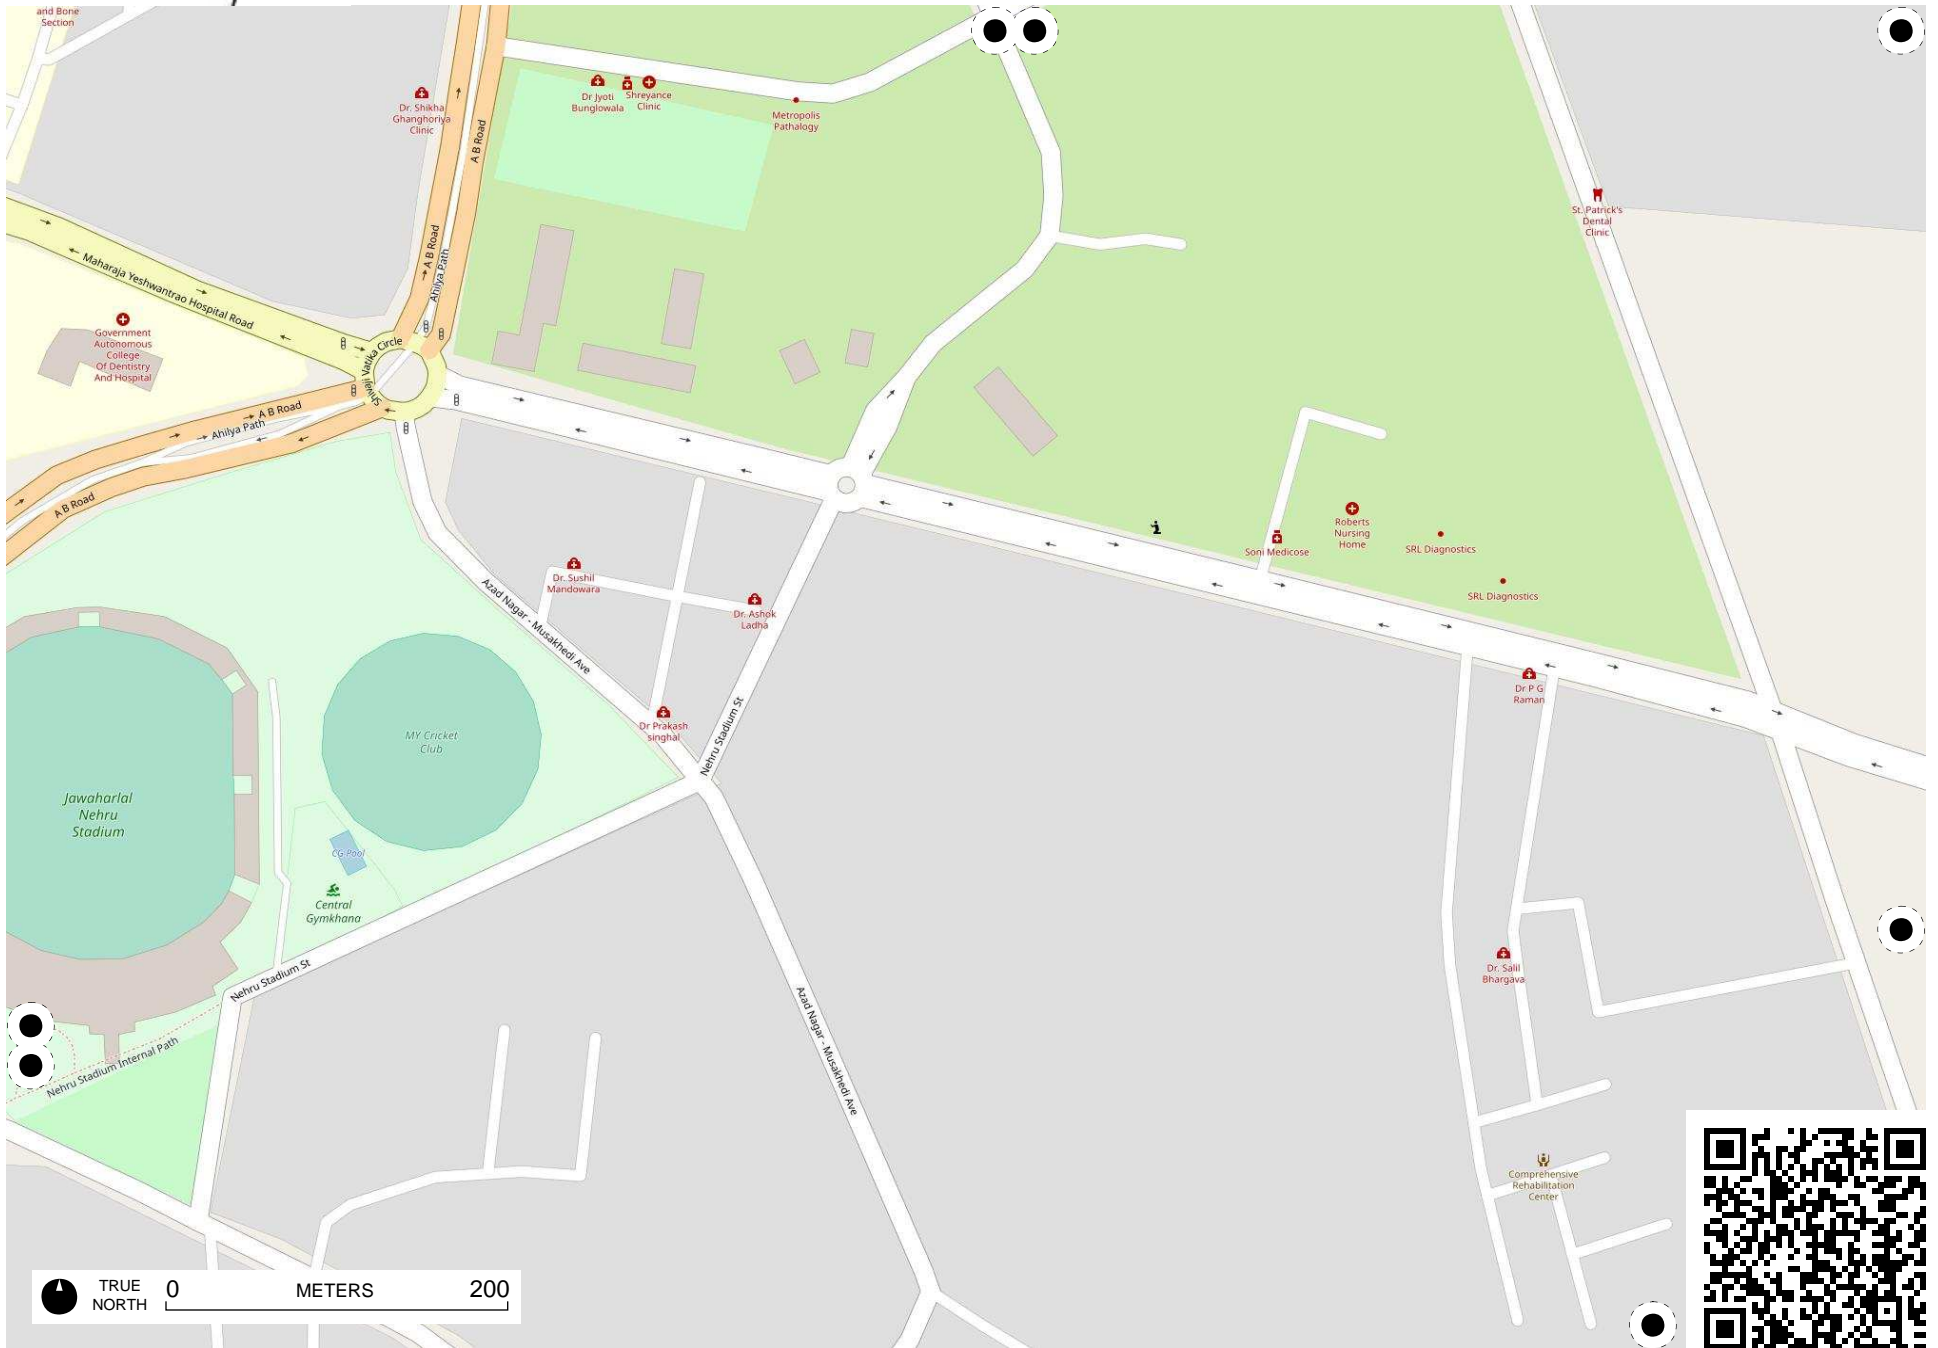 and Bone
Section
Dr. Shikha
Ghanghoriya
Clinic
A B Road
Dr Jyoti
Bunglowala
Shreyance
Clinic
Metropolis
Pathalogy
St. Patrick's
Dental
Clinic
A B Road
Ahilya Path
Maharaja Yeshwantrao Hospital Road
Government
Autonomous
College
Of Dentistry
And Hospital
Shivaji Vatika Circle
A B Road
Ahilya Path
A B Road
Roberts
Nursing
Home
Soni Medicose
SRL Diagnostics
SRL Diagnostics
Dr. Sushil
Mandowara
Dr. Ashok
Ladha
Azad Nagar - Musakhedi Ave
Dr P G
Raman
Dr Prakash
singhal
Nehru Stadium St
MY Cricket
Club
Jawaharlal
Nehru
Stadium
CG Pool
Central
Gymkhana
Nehru Stadium St
Dr. Salil
Bhargava
Azad Nagar - Musakhedi Ave
Nehru Stadium Internal Path
Comprehensive
Rehabilitation
Center
TRUE
NORTH
0 METERS 200